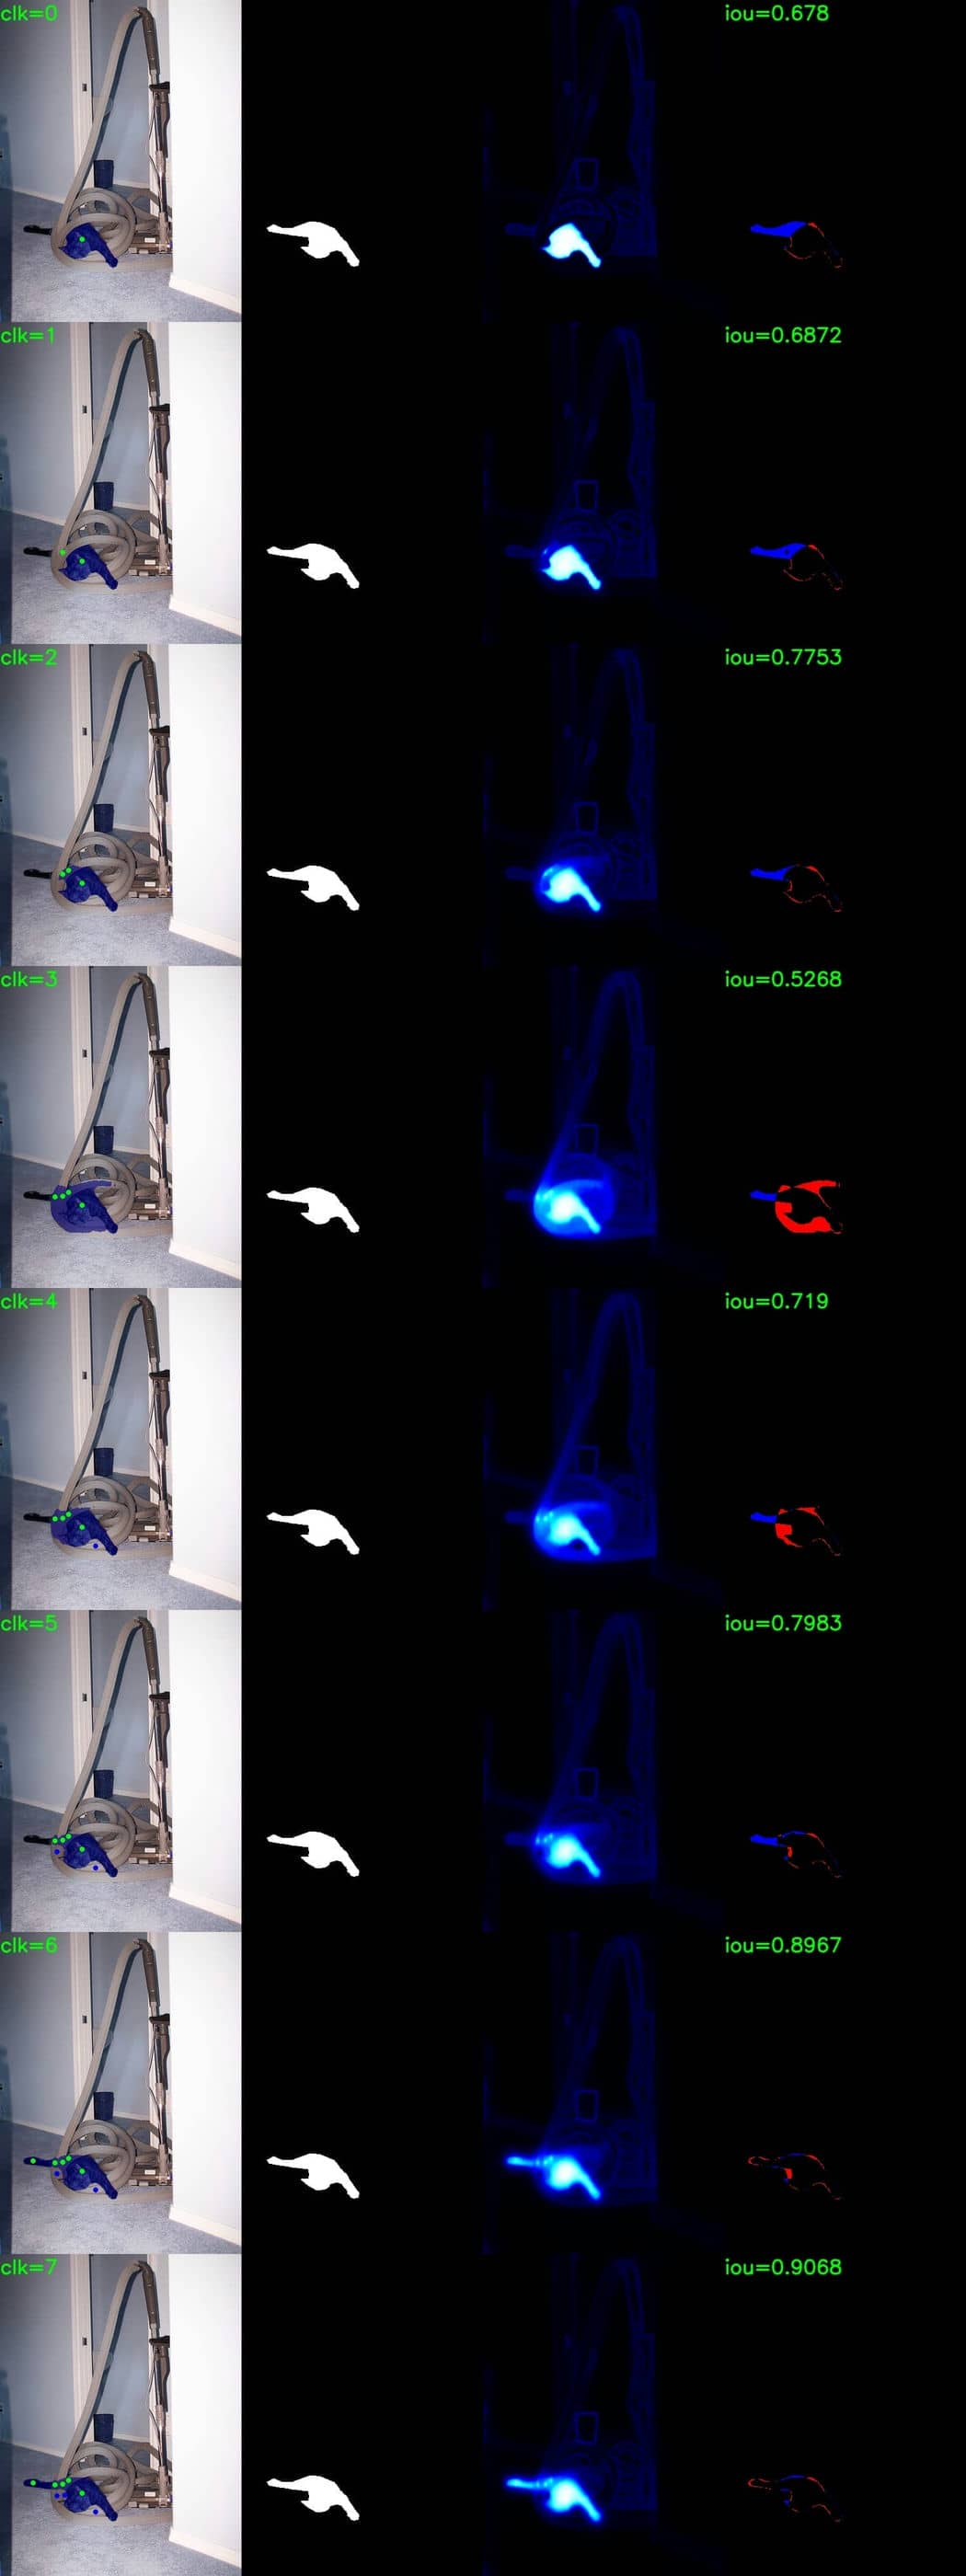 clk=0 iou=0.678
clk=1 iou=0.6872
clk=2 iou=0.7753
clk=3 iou=0.5268
clk=4 iou=0.719
clk=5 iou=0.7983
clk=6 iou=0.8967
clk=7 iou=0.9068